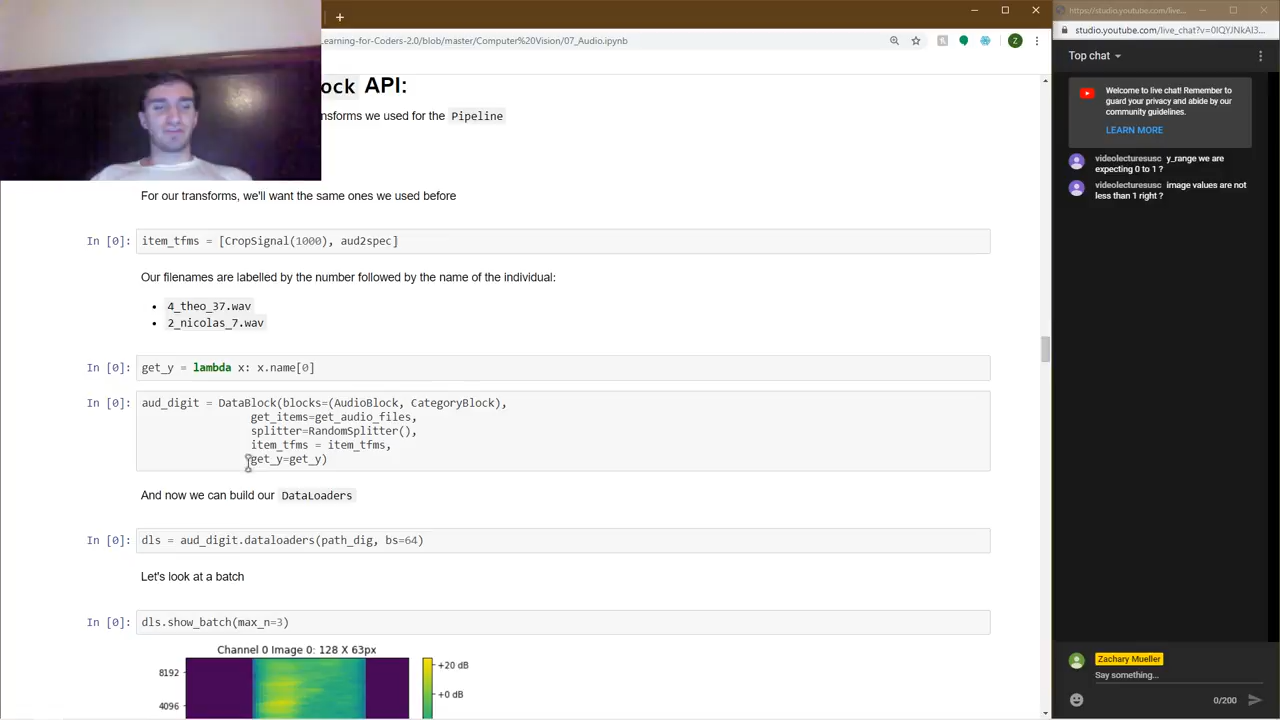 https://studio.youtube.com/live_...
Learning-for-Coders-2.0/blob/master/Computer%20Vision/07_Audio.ipynb
studio.youtube.com/live_chat?v=0IQYJNkAI3...
Top chat
Welcome to live chat! Remember to
guard your privacy and abide by our
community guidelines.
LEARN MORE
videolecturesusc y_range we are
expecting 0 to 1 ?
videolecturesusc image values are not
less than 1 right ?
ock API:
nsforms we used for the Pipeline
For our transforms, we'll want the same ones we used before
In [0]: item_tfms = [CropSignal(1000), aud2spec]
Our filenames are labelled by the number followed by the name of the individual:
• 4_theo_37.wav
• 2_nicolas_7.wav
In [0]: get_y = lambda x: x.name[0]
In [0]: aud_digit = DataBlock(blocks=(AudioBlock, CategoryBlock),
get_items=get_audio_files,
splitter=RandomSplitter(),
item_tfms = item_tfms,
get_y=get_y)
And now we can build our DataLoaders
In [0]: dls = aud_digit.dataloaders(path_dig, bs=64)
Let's look at a batch
In [0]: dls.show_batch(max_n=3)
Channel 0 Image 0: 128 X 63px
8192
4096
+20 dB
+0 dB
Zachary Mueller
Say something...
0/200